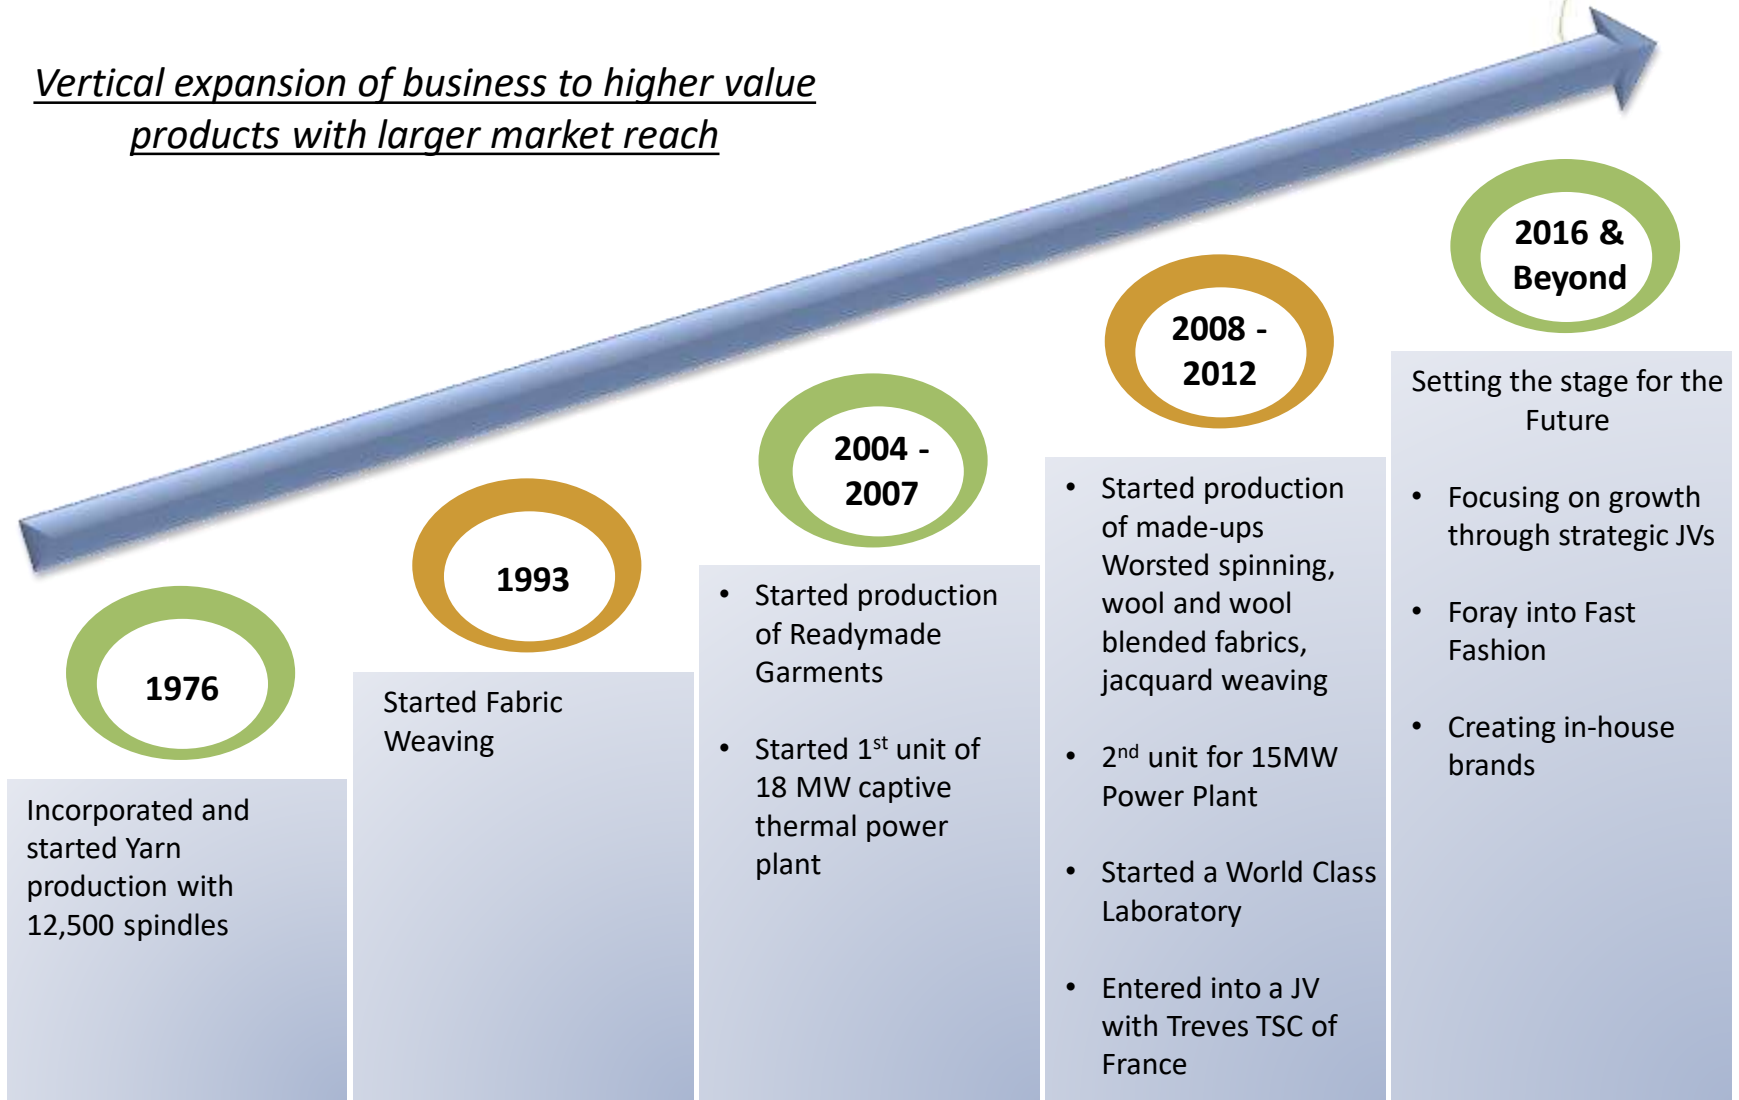 Vertical expansion of business to higher value
products with larger market reach
1976
Incorporated and
started Yarn
production with
12,500 spindles
1993
Started Fabric
Weaving
2004 -
2007
• Started production
of Readymade
Garments
• Started 1st unit of
18 MW captive
thermal power
plant
2008 -
2012
• Started production
of made-ups
Worsted spinning,
wool and wool
blended fabrics,
jacquard weaving
• 2nd unit for 15MW
Power Plant
• Started a World Class
Laboratory
• Entered into a JV
with Treves TSC of
France
2016 &
Beyond
Setting the stage for the
Future
• Focusing on growth
through strategic JVs
• Foray into Fast
Fashion
• Creating in-house
brands